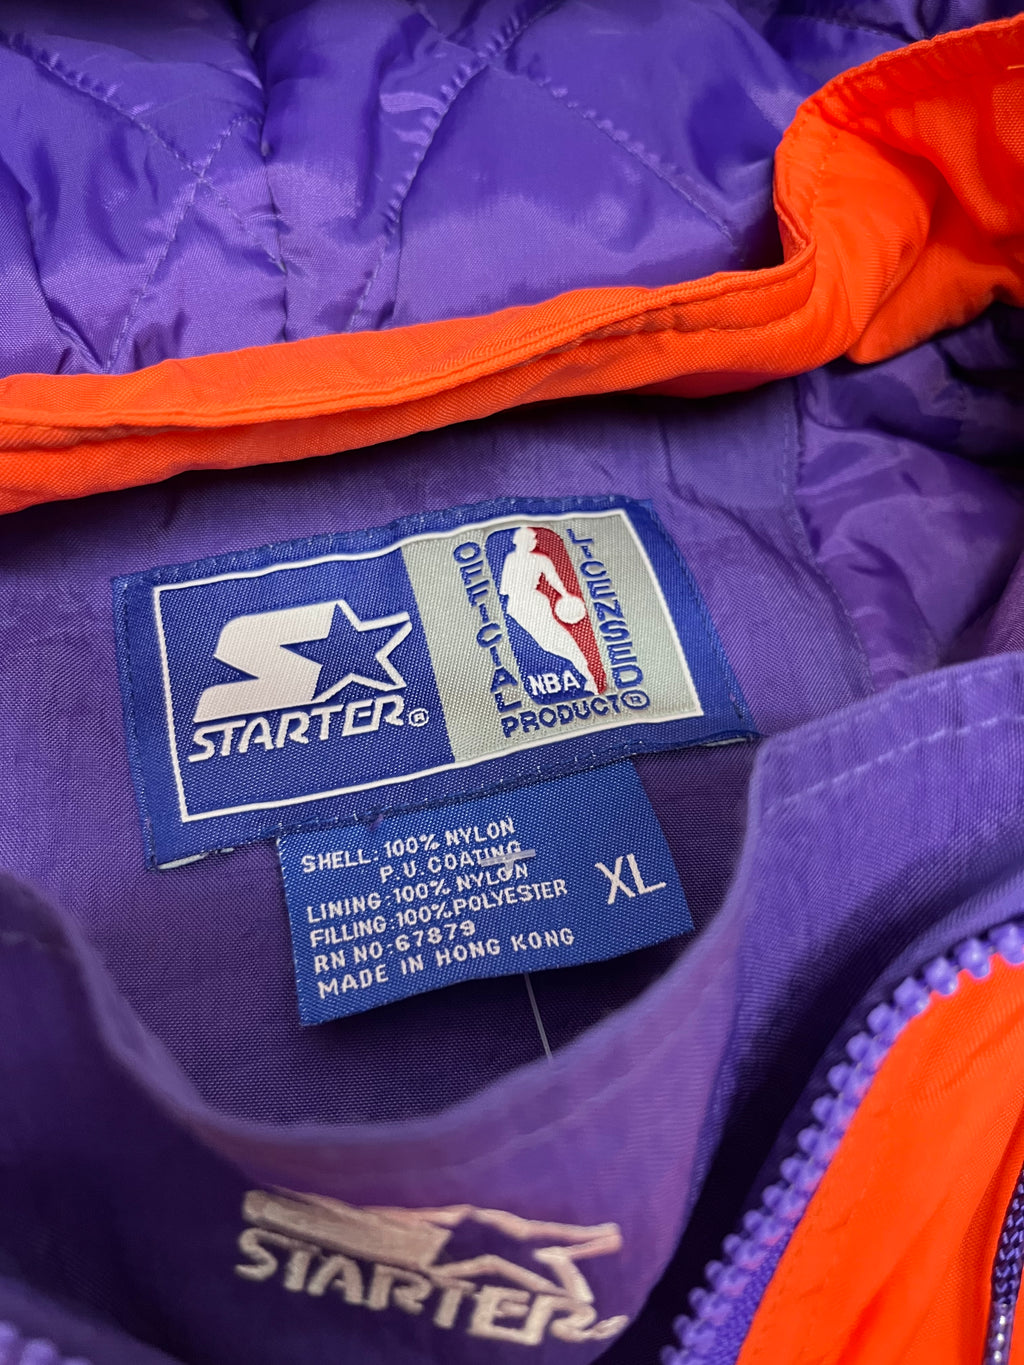 STARTER®
OFFICIAL
LICENSED
NBA
PRODUCT®
SHELL: 100% NYLON
P.U. COATING
LINING: 100% NYLON
FILLING: 100% POLYESTER
RN NO: 67879
MADE IN HONG KONG
XL
STARTER®